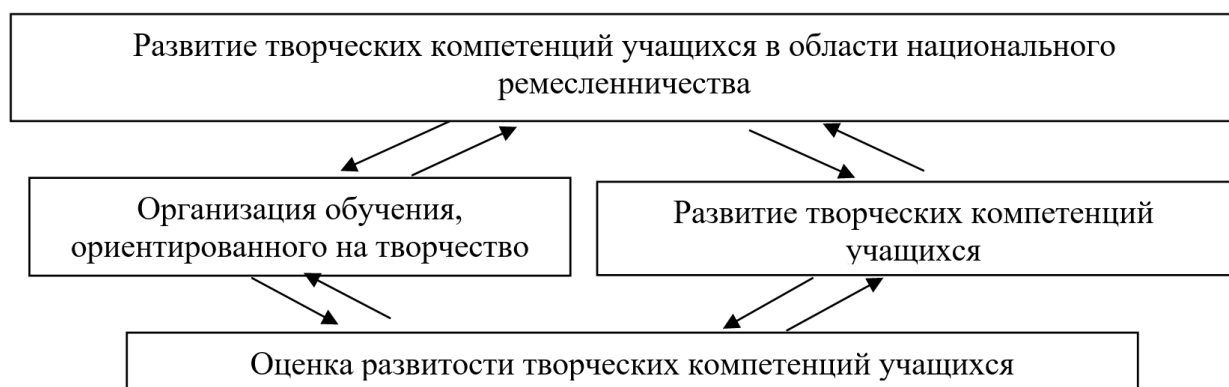 Развитие творческих компетенций учащихся в области национального
ремесленничества
Организация обучения,
ориентированного на творчество
Развитие творческих компетенций
учащихся
Оценка развитости творческих компетенций учащихся